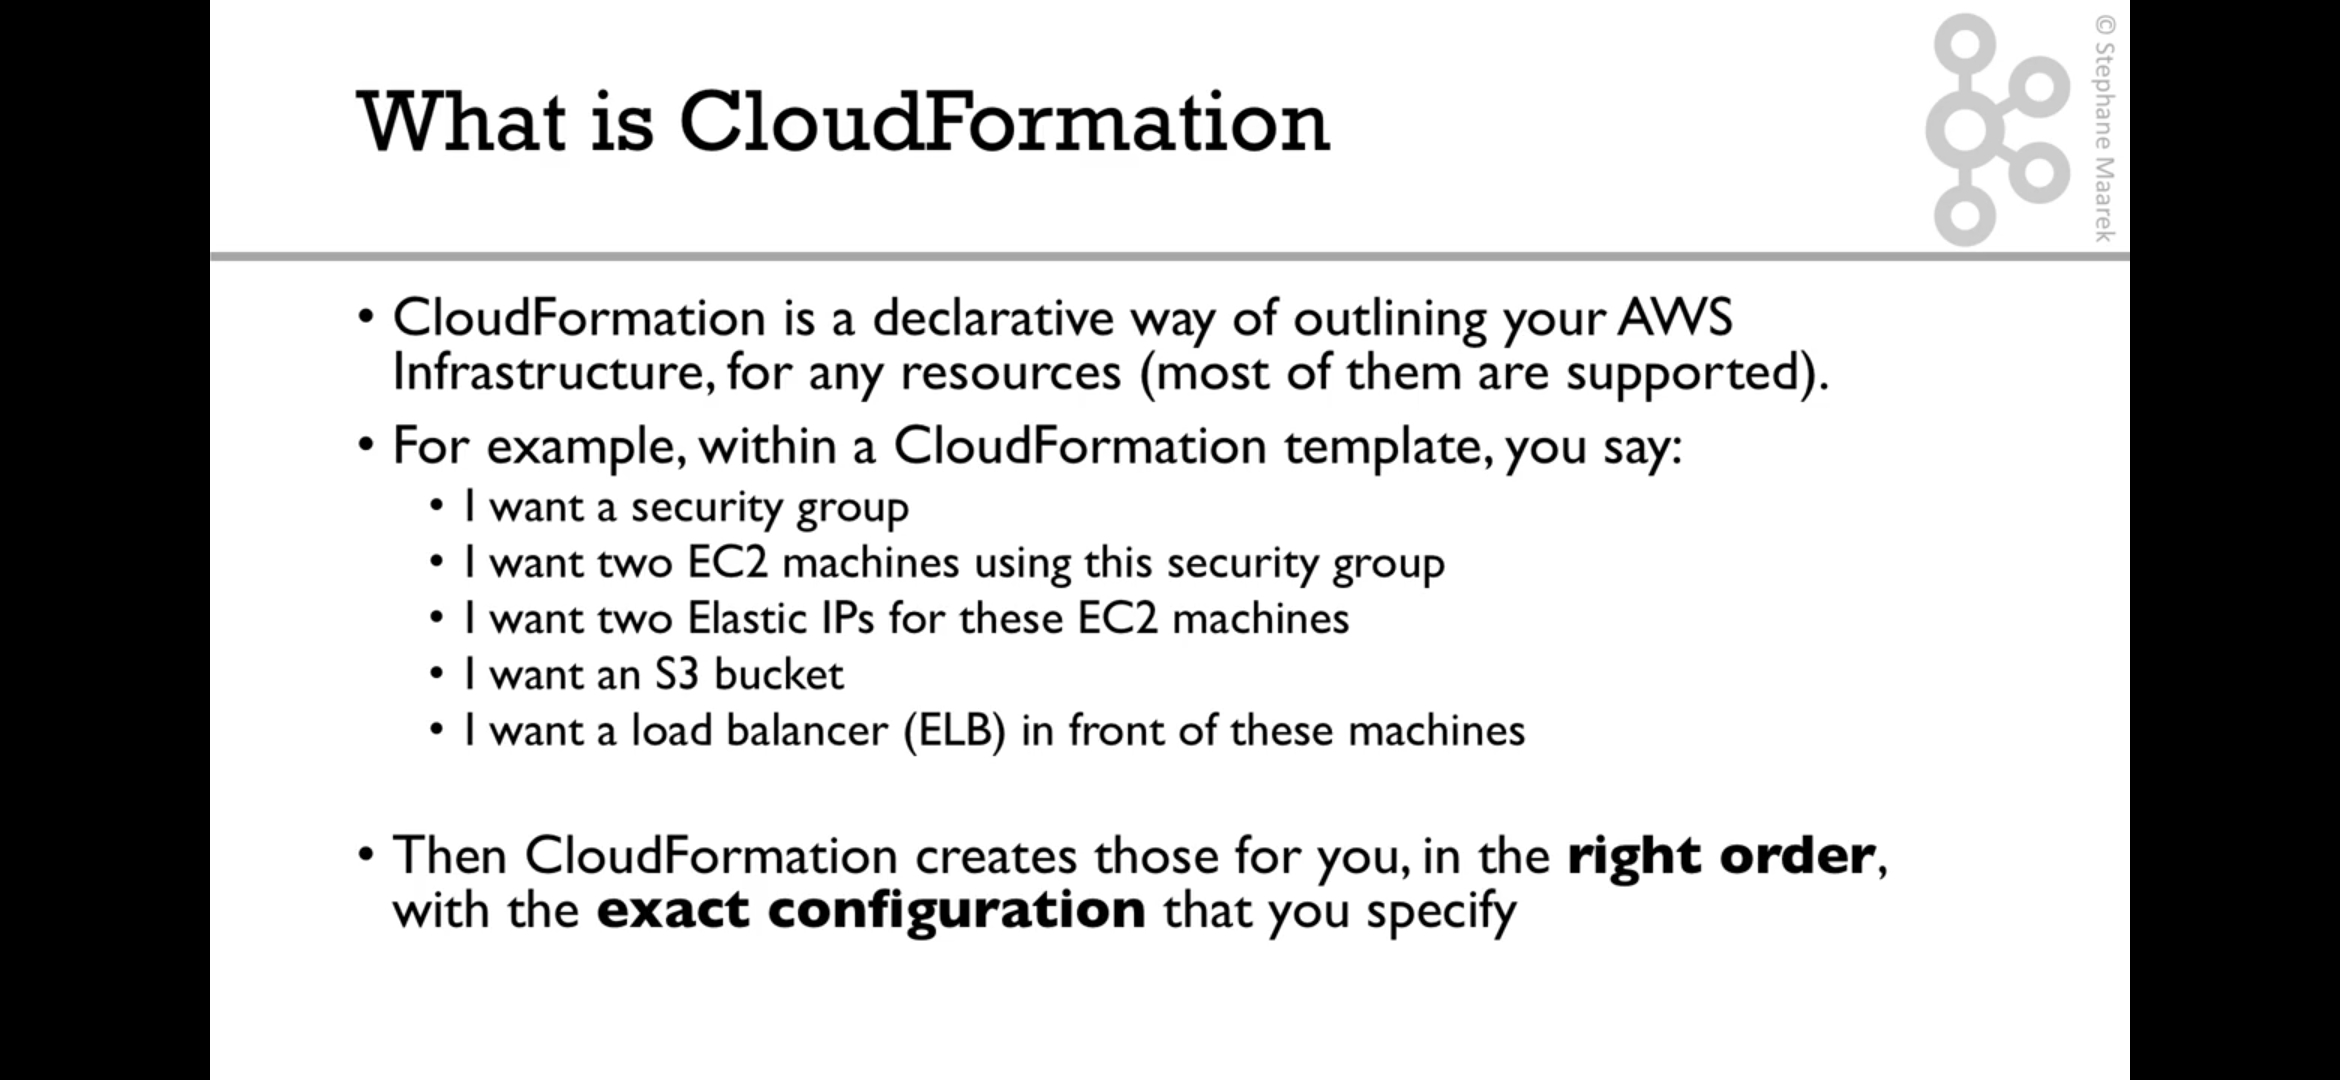 What is CloudFormation
© Stephane Maarek
• CloudFormation is a declarative way of outlining your AWS
Infrastructure, for any resources (most of them are supported).
• For example, within a CloudFormation template, you say:
• I want a security group
• I want two EC2 machines using this security group
• I want two Elastic IPs for these EC2 machines
• I want an S3 bucket
• I want a load balancer (ELB) in front of these machines
• Then CloudFormation creates those for you, in the right order,
with the exact configuration that you specify